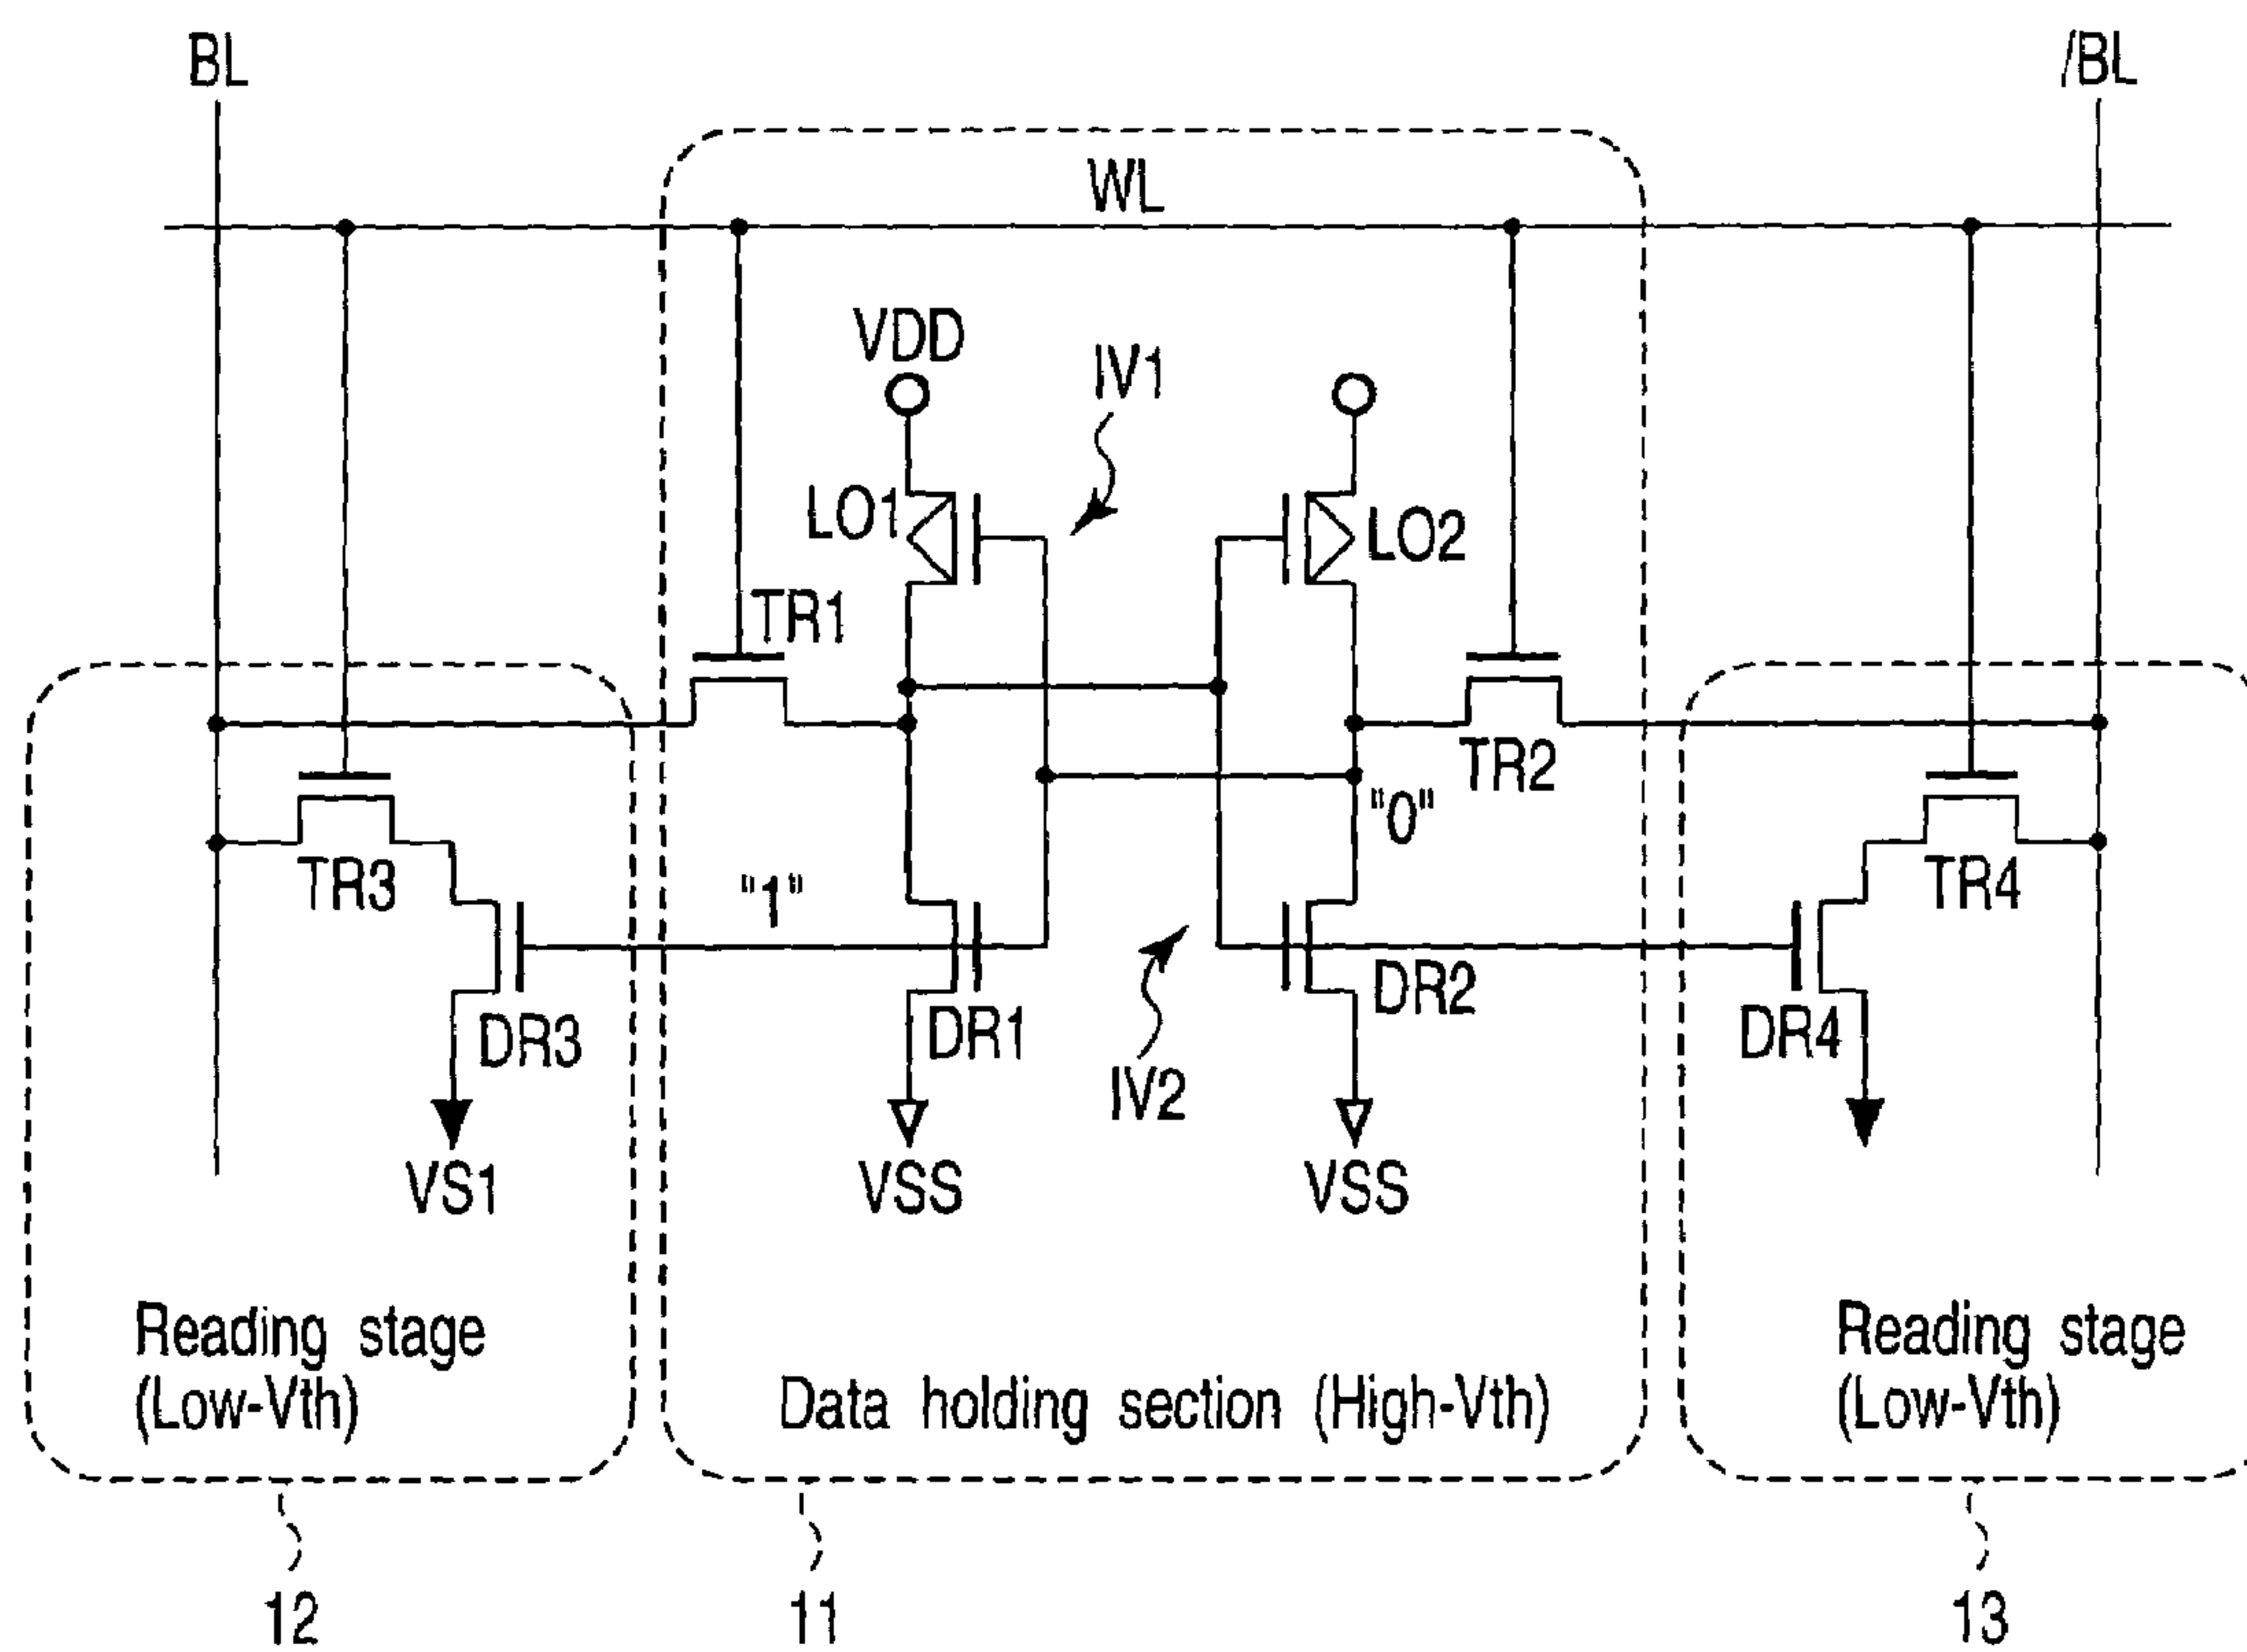 BL
/BL
WL
VDD
IV1
LO1
LO2
TR1
TR2
"0"
TR3
"1"
TR4
DR3
DR1
DR2
DR4
IV2
VS1
VSS
VSS
Reading stage
(Low-Vth)
Data holding section (High-Vth)
Reading stage
(Low-Vth)
12
11
13